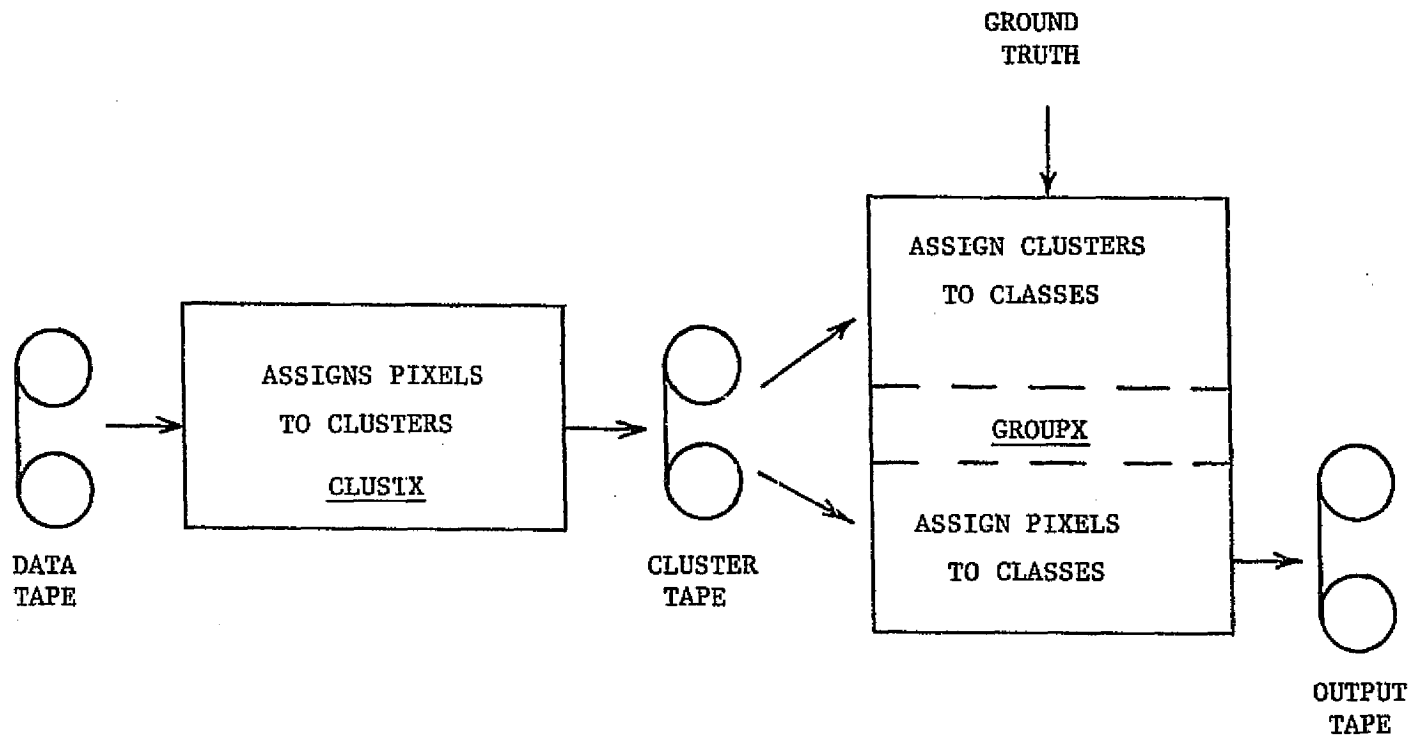 GROUND
TRUTH
ASSIGN CLUSTERS
TO CLASSES
ASSIGNS PIXELS
TO CLUSTERS
CLUSTX
GROUPX
ASSIGN PIXELS
TO CLASSES
DATA
TAPE
CLUSTER
TAPE
OUTPUT
TAPE